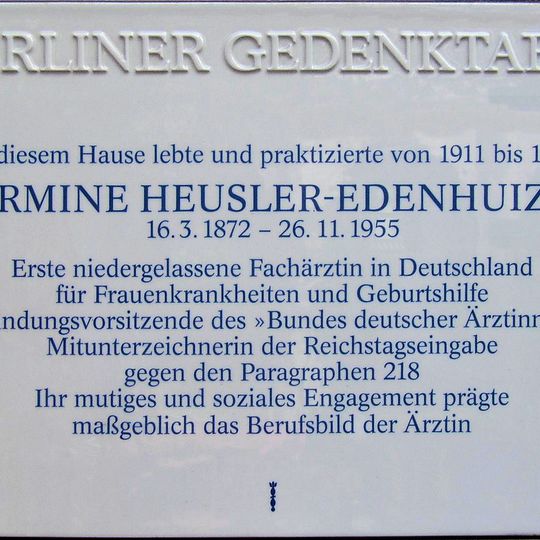 RLINER GEDENKTAF
diesem Hause lebte und praktizierte von 1911 bis 1
RMINE HEUSLER-EDENHUIZ
16.3.1872 – 26.11.1955
Erste niedergelassene Fachärztin in Deutschland
für Frauenkrankheiten und Geburtshilfe
ndungsvorsitzende des »Bundes deutscher Ärztinn
Mitunterzeichnerin der Reichstagseingabe
gegen den Paragraphen 218
Ihr mutiges und soziales Engagement prägte
maßgeblich das Berufsbild der Ärztin